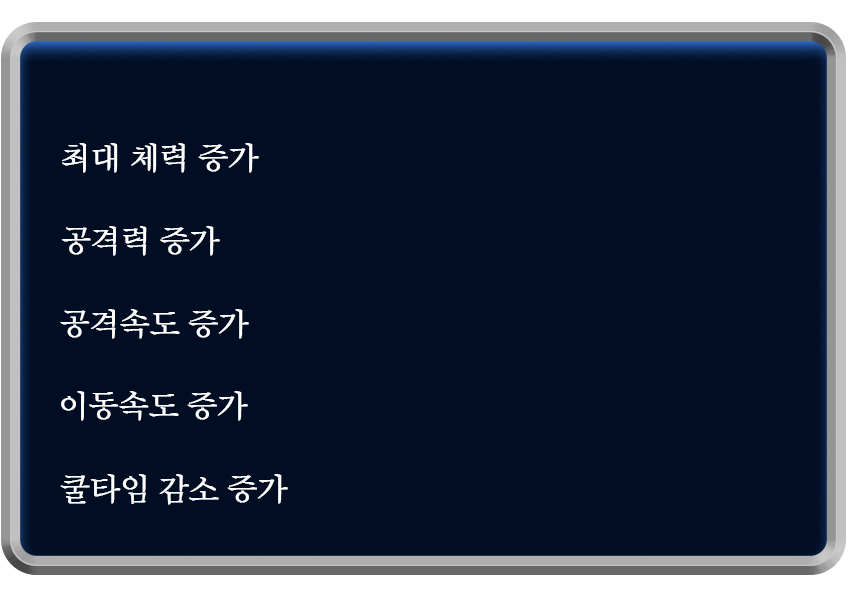 최대 체력 증가
공격력 증가
공격속도 증가
이동속도 증가
쿨타임 감소 증가